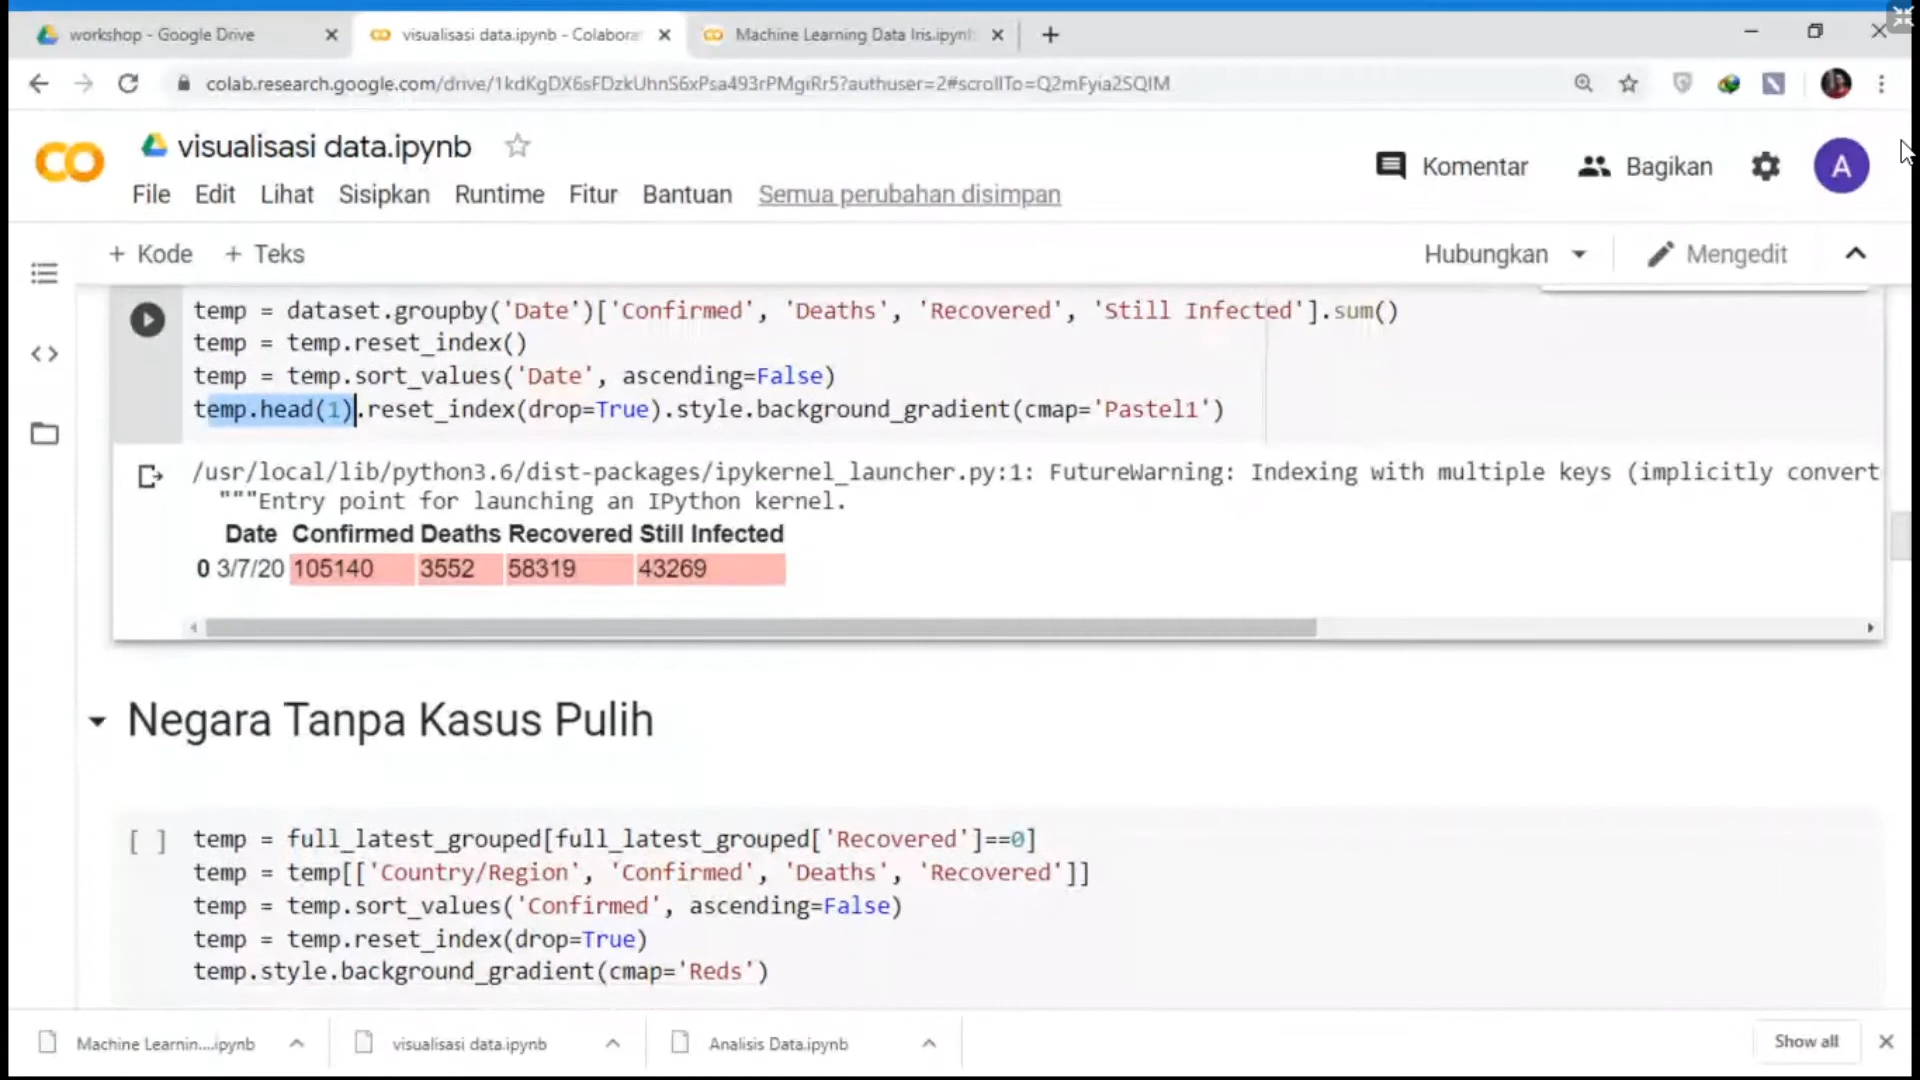 workshop - Google Drive
visualisasi data.ipynb - Colabora
Machine Learning Data Iris.ipynb
colab.research.google.com/drive/1kdKgDX6sFDzkUhnS6xPsa493rPMgiRr5?authuser=2#scrollTo=Q2mFyia2SQIM
CO
visualisasi data.ipynb
Komentar
Bagikan
A
File Edit Lihat Sisipkan Runtime Fitur Bantuan Semua perubahan disimpan
+ Kode + Teks
Hubungkan
Mengedit
temp = dataset.groupby('Date')['Confirmed', 'Deaths', 'Recovered', 'Still Infected'].sum()
temp = temp.reset_index()
temp = temp.sort_values('Date', ascending=False)
temp.head(1).reset_index(drop=True).style.background_gradient(cmap='Pastel1')
/usr/local/lib/python3.6/dist-packages/ipykernel_launcher.py:1: FutureWarning: Indexing with multiple keys (implicitly convert
"""Entry point for launching an IPython kernel.
Date Confirmed Deaths Recovered Still Infected
0 3/7/20 105140 3552 58319 43269
Negara Tanpa Kasus Pulih
[ ] temp = full_latest_grouped[full_latest_grouped['Recovered']==0]
temp = temp[['Country/Region', 'Confirmed', 'Deaths', 'Recovered']]
temp = temp.sort_values('Confirmed', ascending=False)
temp = temp.reset_index(drop=True)
temp.style.background_gradient(cmap='Reds')
Machine Learnin....ipynb
visualisasi data.ipynb
Analisis Data.ipynb
Show all